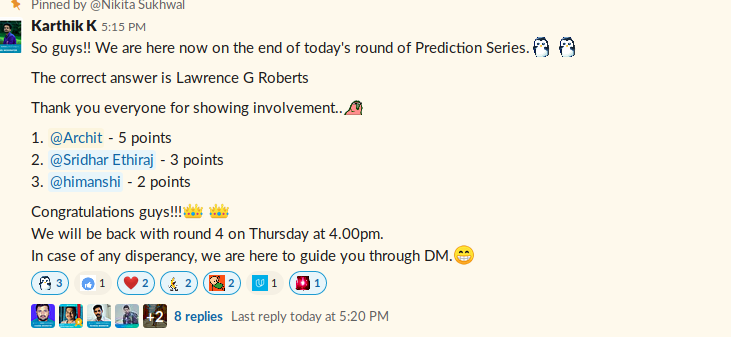 Pinned by @Nikita Sukhwal
Karthik K 5:15 PM
So guys!! We are here now on the end of today's round of Prediction Series.
The correct answer is Lawrence G Roberts
Thank you everyone for showing involvement..
1. @Archit - 5 points
2. @Sridhar Ethiraj - 3 points
3. @himanshi - 2 points
Congratulations guys!!!
We will be back with round 4 on Thursday at 4.00pm.
In case of any disperancy, we are here to guide you through DM.
3 1 2 2 2 1 1
+2 8 replies Last reply today at 5:20 PM